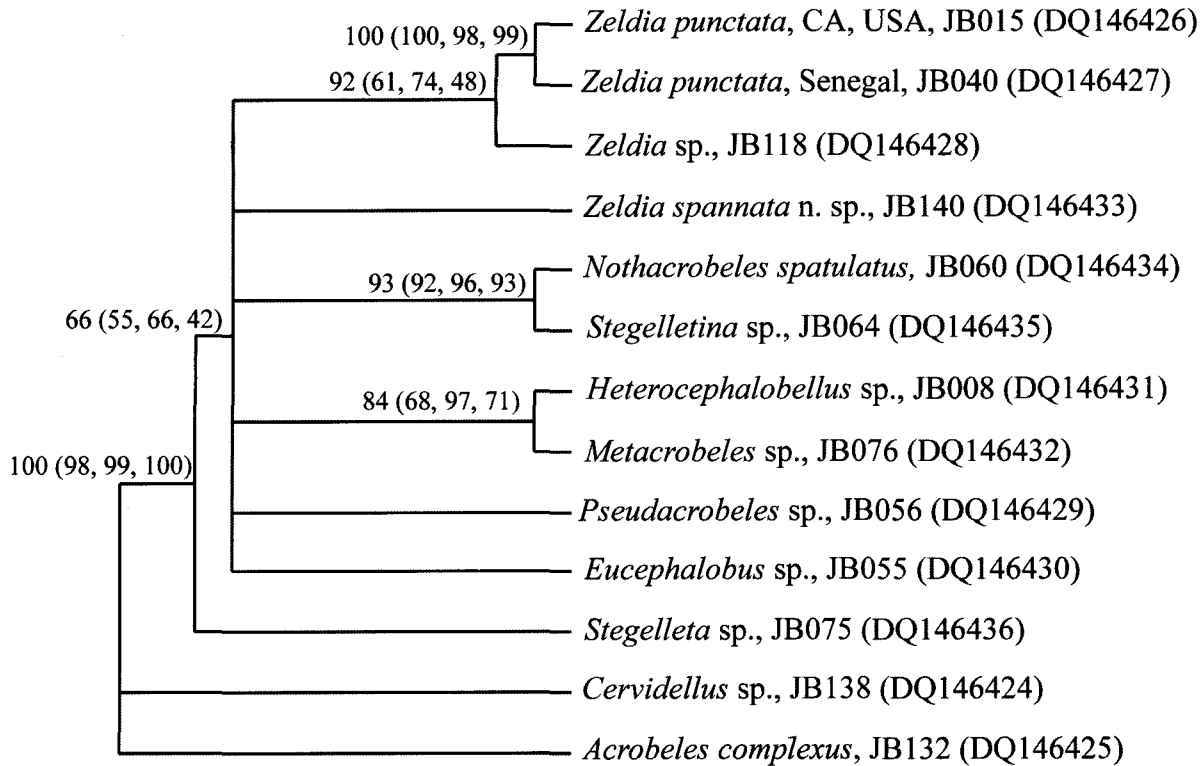 Zeldia punctata, CA, USA, JB015 (DQ146426)
100 (100, 98, 99)
92 (61, 74, 48)
Zeldia punctata, Senegal, JB040 (DQ146427)
Zeldia sp., JB118 (DQ146428)
Zeldia spannata n. sp., JB140 (DQ146433)
Nothacrobeles spatulatus, JB060 (DQ146434)
93 (92, 96, 93)
66 (55, 66, 42)
Stegelletina sp., JB064 (DQ146435)
Heterocephalobellus sp., JB008 (DQ146431)
84 (68, 97, 71)
Metacrobeles sp., JB076 (DQ146432)
100 (98, 99, 100)
Pseudacrobeles sp., JB056 (DQ146429)
Eucephalobus sp., JB055 (DQ146430)
Stegelleta sp., JB075 (DQ146436)
Cervidellus sp., JB138 (DQ146424)
Acrobeles complexus, JB132 (DQ146425)